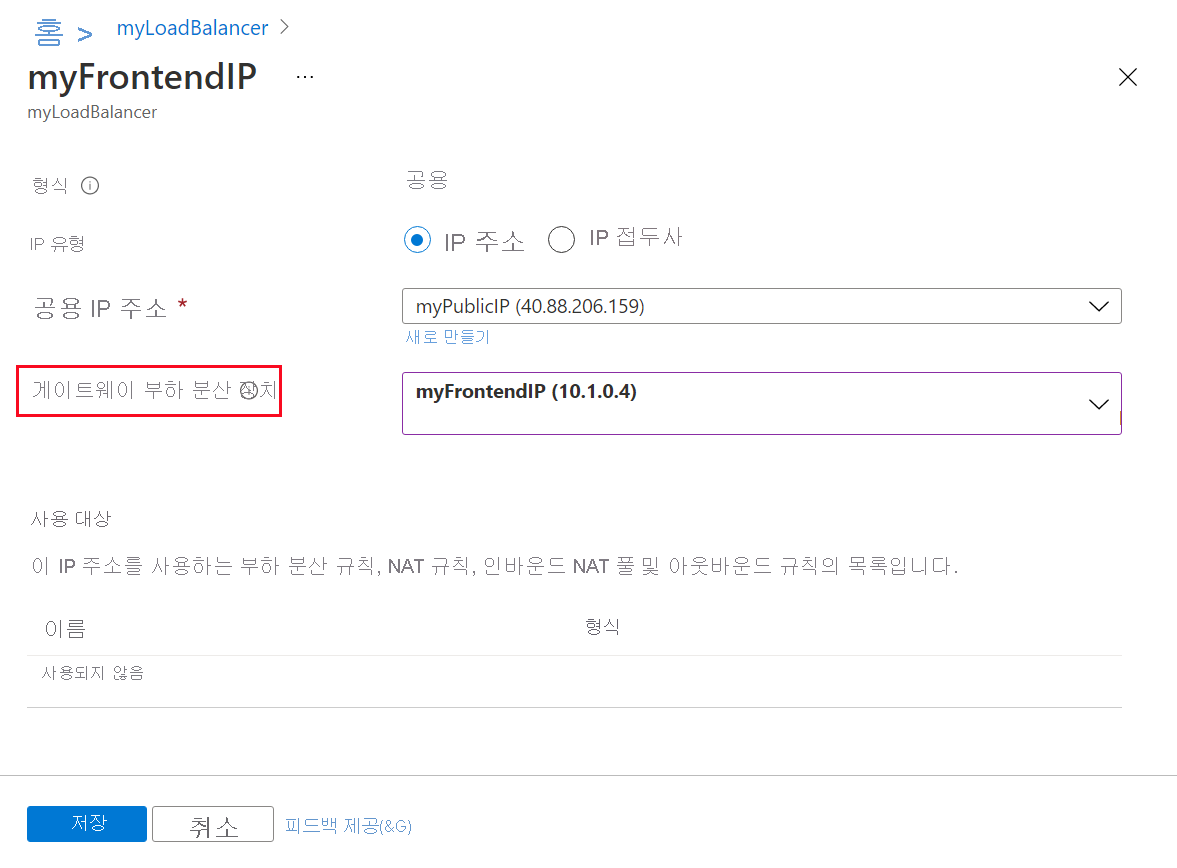 홈 > myLoadBalancer >
myFrontendIP ...
myLoadBalancer
형식
공용
IP 유형
IP 주소
IP 접두사
공용 IP 주소 *
myPublicIP (40.88.206.159)
새로 만들기
게이트웨이 부하 분산 장치
myFrontendIP (10.1.0.4)
사용 대상
이 IP 주소를 사용하는 부하 분산 규칙, NAT 규칙, 인바운드 NAT 풀 및 아웃바운드 규칙의 목록입니다.
이름 형식
사용되지 않음
저장 취소 피드백 제공(&G)